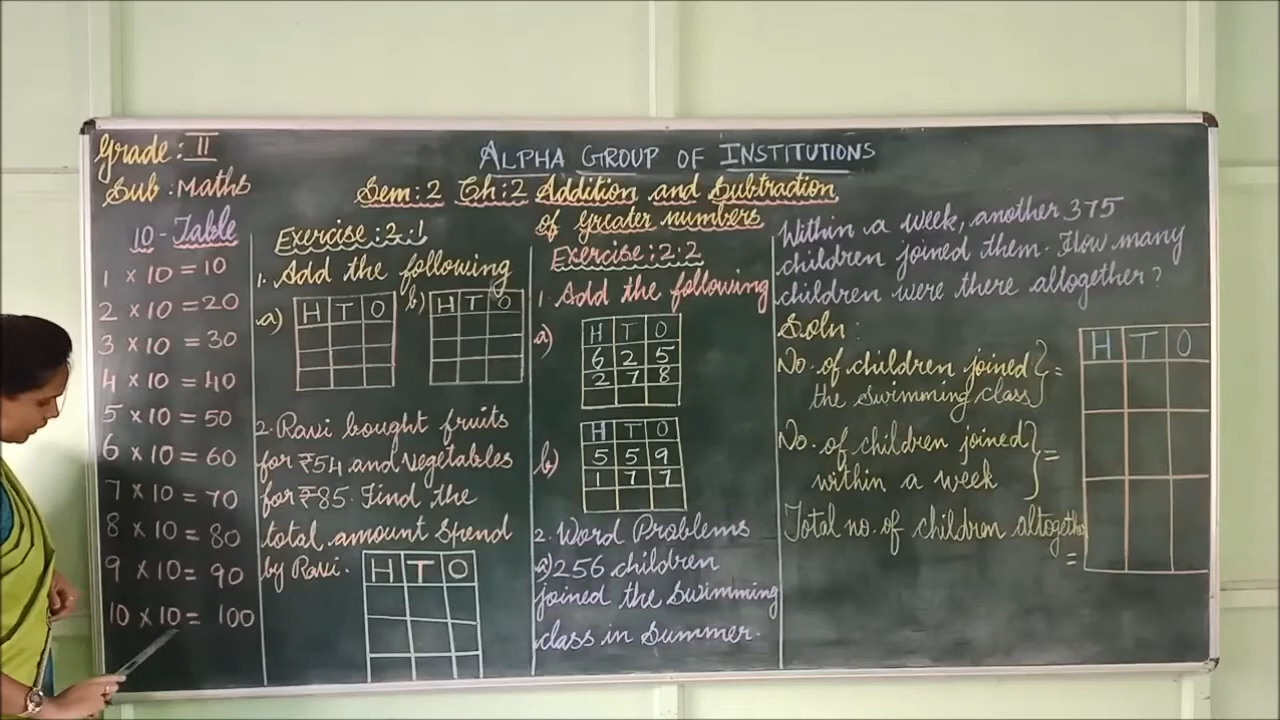 Grade: II
Sub: Maths
ALPHA GROUP OF INSTITUTIONS
Sem:2 Ch:2 Addition and Subtraction
of Greater numbers
10-Table
1 x 10 = 10
2 x 10 = 20
3 x 10 = 30
4 x 10 = 40
5 x 10 = 50
6 x 10 = 60
7 x 10 = 70
8 x 10 = 80
9 x 10 = 90
10 x 10 = 100
Exercise:2:1
1. Add the following
a) H T O b) H T O
2. Ravi bought fruits
for ₹54 and vegetables
for ₹85. Find the
total amount spend
by Ravi.
H T O
Exercise:2:2
1. Add the following
a) H T O
6 2 5
2 7 8
b) H T O
5 5 9
1 7 7
2. Word Problems
a) 256 children
joined the swimming
class in Summer.
Within a week, another 375
children joined them. How many
children were there altogether?
Soln:
No. of children joined
the swimming class } =
No. of children joined
within a week } =
Total no. of children altogether
=
H T O